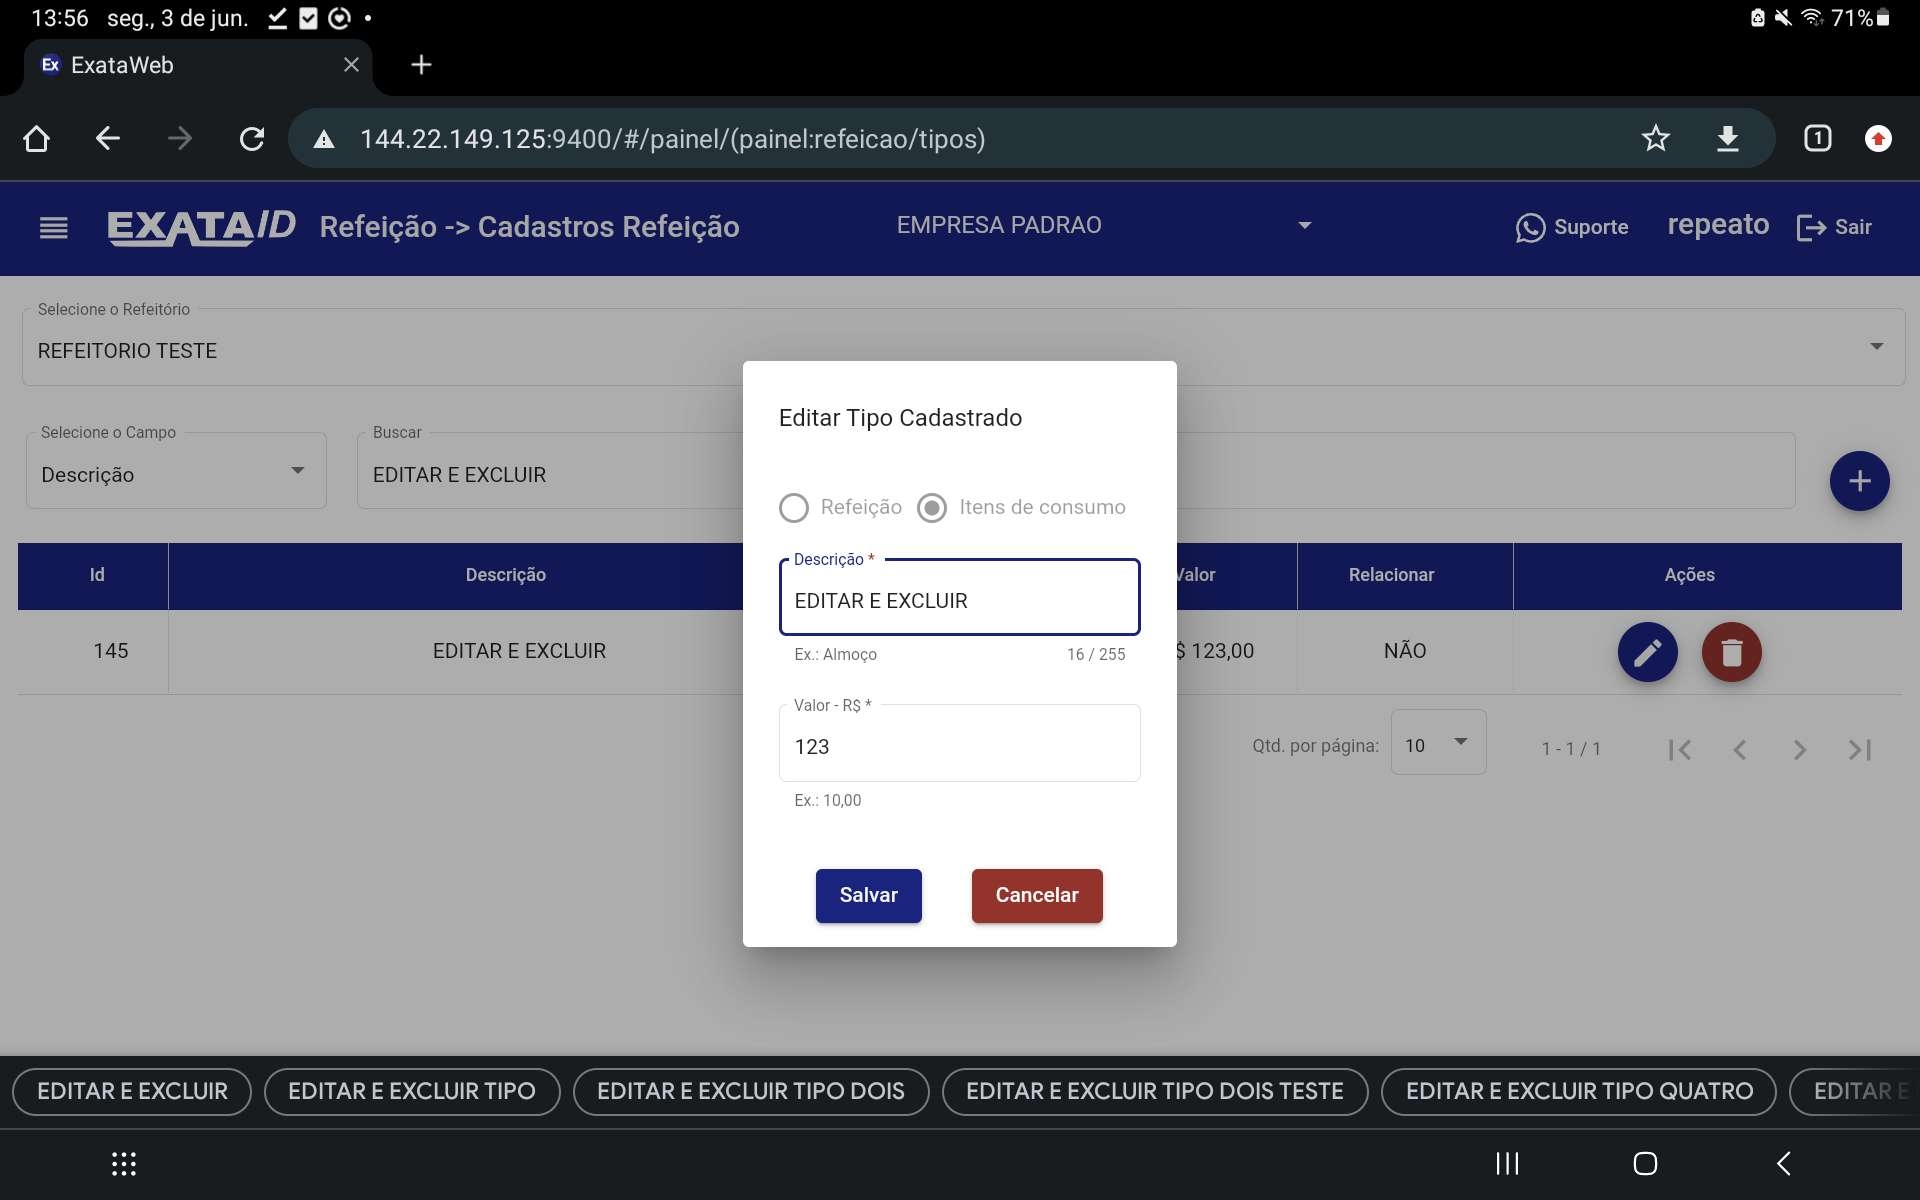 13:56 seg., 3 de jun. 71%
Ex ExataWeb
144.22.149.125:9400/#/painel/(painel:refeicao/tipos) 1
EXATAID Refeição -> Cadastros Refeição EMPRESA PADRAO Suporte repeato Sair
Selecione o Refeitório
REFEITORIO TESTE
Selecione o Campo Buscar
Descrição EDITAR E EXCLUIR
Id Descrição Valor Relacionar Ações
145 EDITAR E EXCLUIR $ 123,00 NÃO
Qtd. por página: 10 1 - 1 / 1
Editar Tipo Cadastrado
Refeição Itens de consumo
Descrição *
EDITAR E EXCLUIR
Ex.: Almoço 16 / 255
Valor - R$ *
123
Ex.: 10,00
Salvar Cancelar
EDITAR E EXCLUIR EDITAR E EXCLUIR TIPO EDITAR E EXCLUIR TIPO DOIS EDITAR E EXCLUIR TIPO DOIS TESTE EDITAR E EXCLUIR TIPO QUATRO EDITAR E